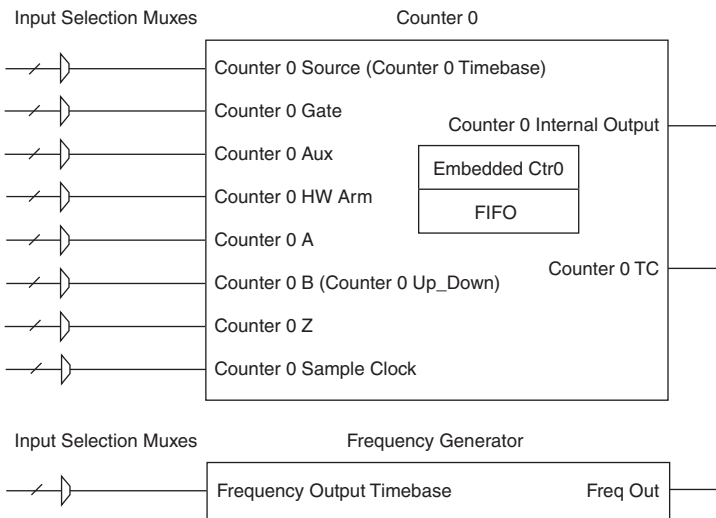 Input Selection Muxes
Counter 0
Counter 0 Source (Counter 0 Timebase)
Counter 0 Gate
Counter 0 Internal Output
Counter 0 Aux
Embedded Ctr0
Counter 0 HW Arm
FIFO
Counter 0 A
Counter 0 TC
Counter 0 B (Counter 0 Up_Down)
Counter 0 Z
Counter 0 Sample Clock
Input Selection Muxes
Frequency Generator
Frequency Output Timebase
Freq Out